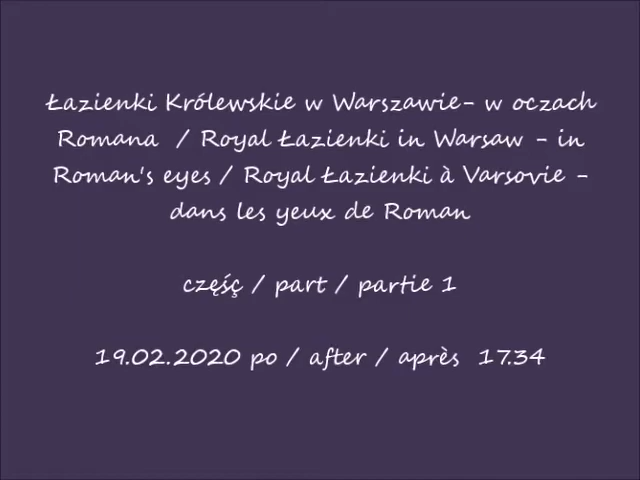 Łazienki Królewskie w Warszawie- w oczach
Romana / Royal Łazienki in Warsaw - in
Roman's eyes / Royal Łazienki à Varsovie -
dans les yeux de Roman
częśç / part / partie 1
19.02.2020 po / after / après 17.34